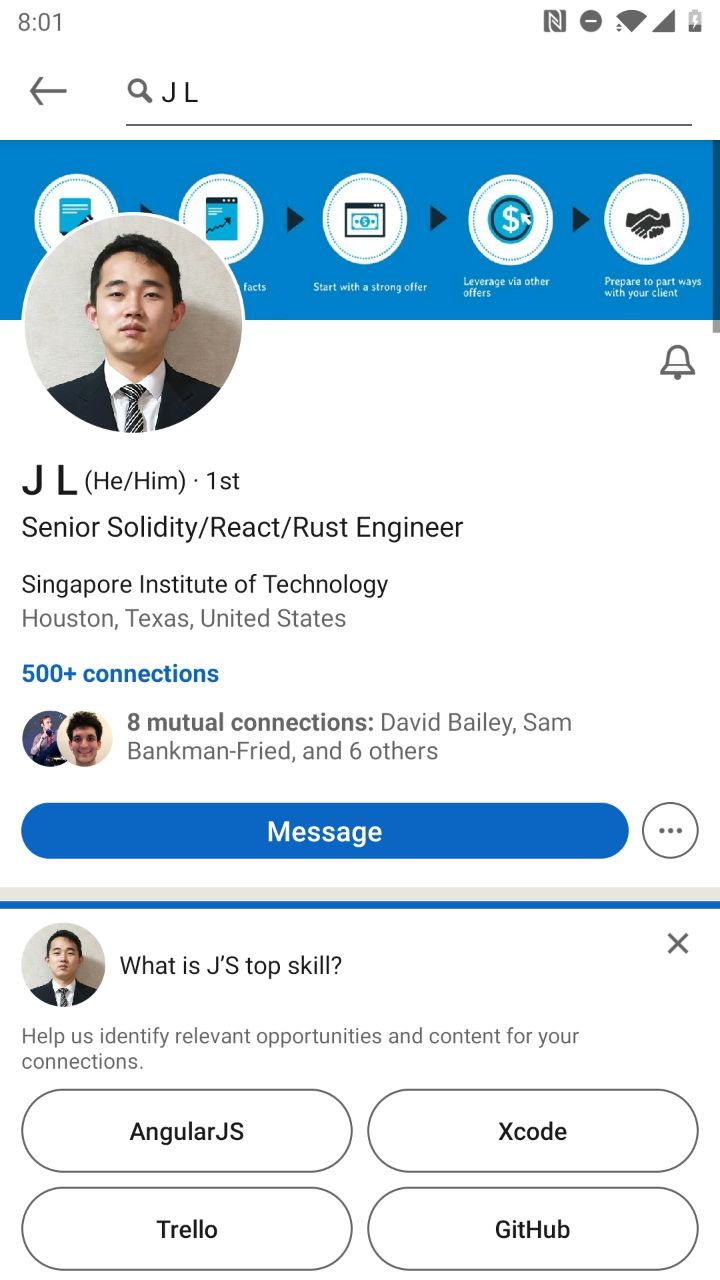 8:01
J L
facts
Start with a strong offer
Leverage via other
offers
Prepare to part ways
with your client
J L (He/Him) · 1st
Senior Solidity/React/Rust Engineer
Singapore Institute of Technology
Houston, Texas, United States
500+ connections
8 mutual connections: David Bailey, Sam
Bankman-Fried, and 6 others
Message
What is J’S top skill?
Help us identify relevant opportunities and content for your
connections.
AngularJS
Xcode
Trello
GitHub